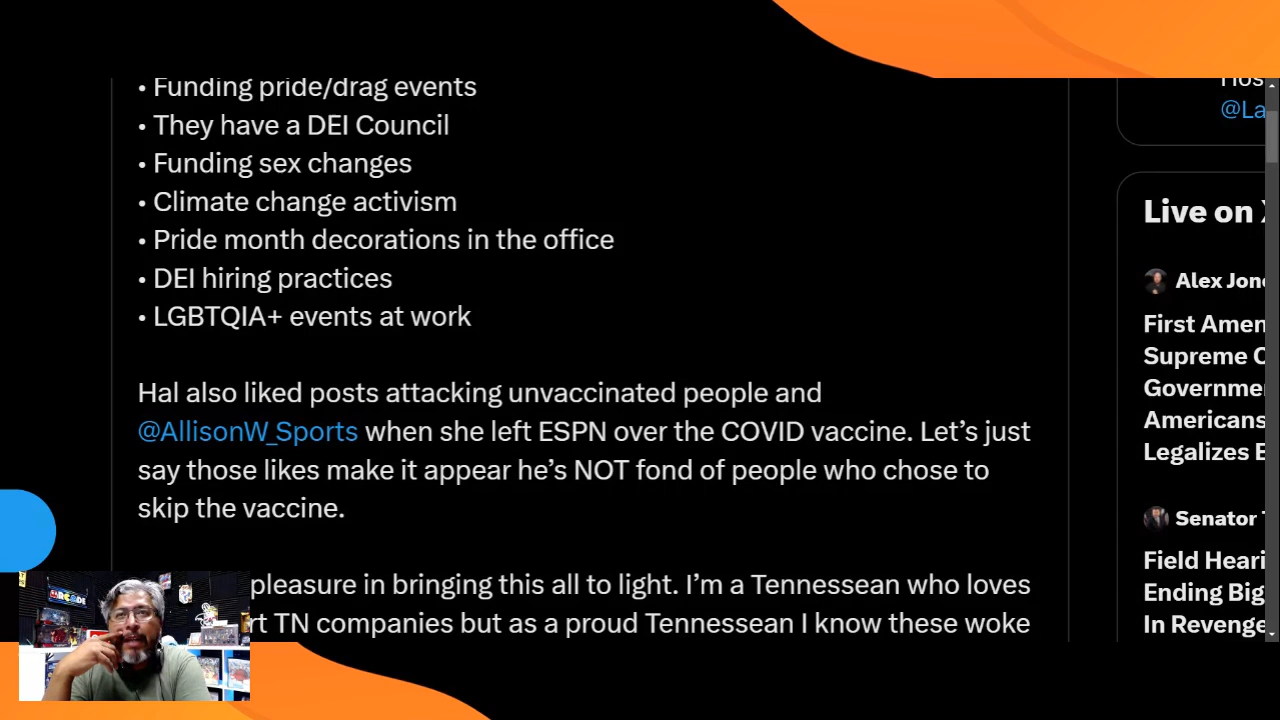 • Funding pride/drag events
• They have a DEI Council
• Funding sex changes
• Climate change activism
• Pride month decorations in the office
• DEI hiring practices
• LGBTQIA+ events at work
Hal also liked posts attacking unvaccinated people and
@AllisonW_Sports when she left ESPN over the COVID vaccine. Let’s just
say those likes make it appear he’s NOT fond of people who chose to
skip the vaccine.
pleasure in bringing this all to light. I’m a Tennessean who loves
rt TN companies but as a proud Tennessean I know these woke
Hos
@La
Live on X
Alex Jon
First Amen
Supreme C
Governme
Americans
Legalizes E
Senator T
Field Heari
Ending Big
In Revenge